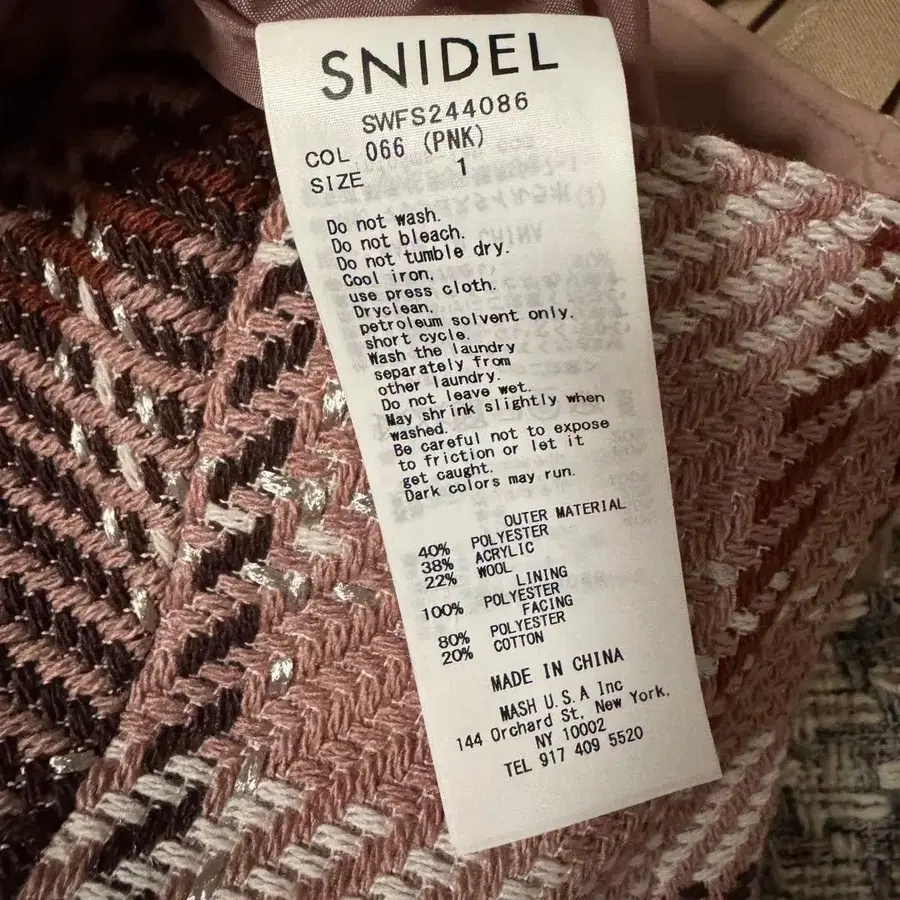 SNIDEL
SWFS244086
COL 066 (PNK)
SIZE 1
Do not wash.
Do not bleach.
Do not tumble dry.
Cool iron.
use press cloth.
Dryclean.
petroleum solvent only.
short cycle.
Wash the laundry
separately from
other laundry.
Do not leave wet.
May shrink slightly when
washed.
Be careful not to expose
to friction or let it
get caught.
Dark colors may run.
OUTER MATERIAL
40% POLYESTER
38% ACRYLIC
22% WOOL
LINING
100% POLYESTER
FACING
80% POLYESTER
20% COTTON
MADE IN CHINA
MASH U.S.A Inc
144 Orchard St, New York,
NY 10002
TEL 917 409 5520